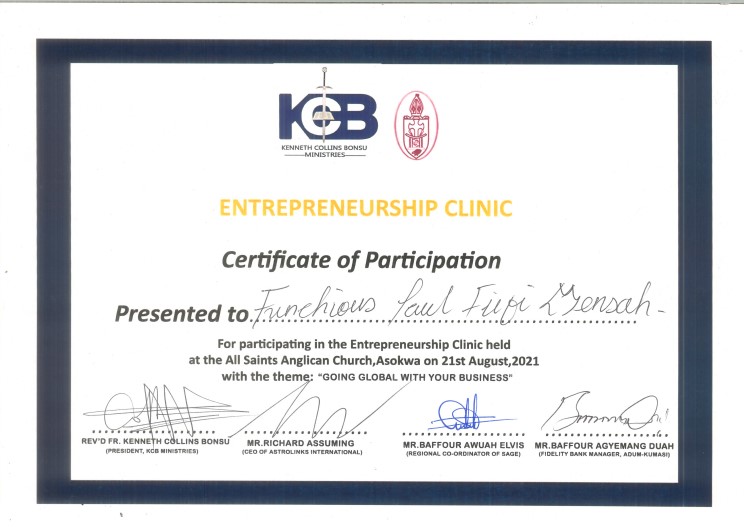 KCB
KENNETH COLLINS BONSU
MINISTRIES
ENTREPRENEURSHIP CLINIC
Certificate of Participation
Presented to Funchious Paul Fiifi Mensah
For participating in the Entrepreneurship Clinic held
at the All Saints Anglican Church,Asokwa on 21st August,2021
with the theme: "GOING GLOBAL WITH YOUR BUSINESS"
REV'D FR. KENNETH COLLINS BONSU MR.RICHARD ASSUMING MR.BAFFOUR AWUAH ELVIS MR.BAFFOUR AGYEMANG DUAH
(PRESIDENT, KCB MINISTRIES) (CEO OF ASTROLINKS INTERNATIONAL) (REGIONAL CO-ORDINATOR OF SAGE) (FIDELITY BANK MANAGER, ADUM-KUMASI)